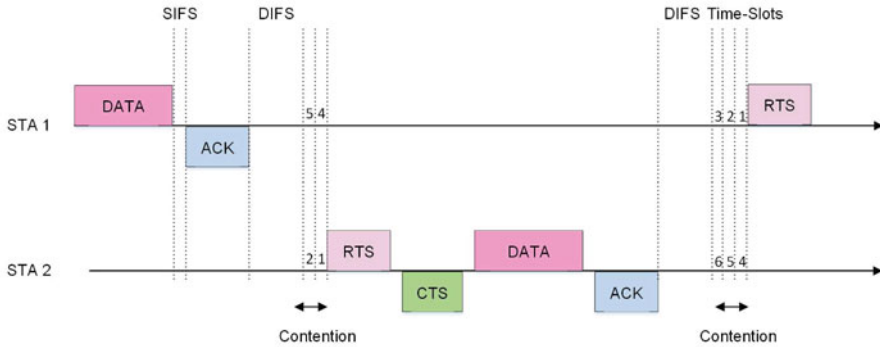 SIFS DIFS DIFS Time-Slots
STA 1 DATA ACK 5 4 3 2 1 RTS
STA 2 2 1 RTS CTS DATA ACK 6 5 4
Contention Contention